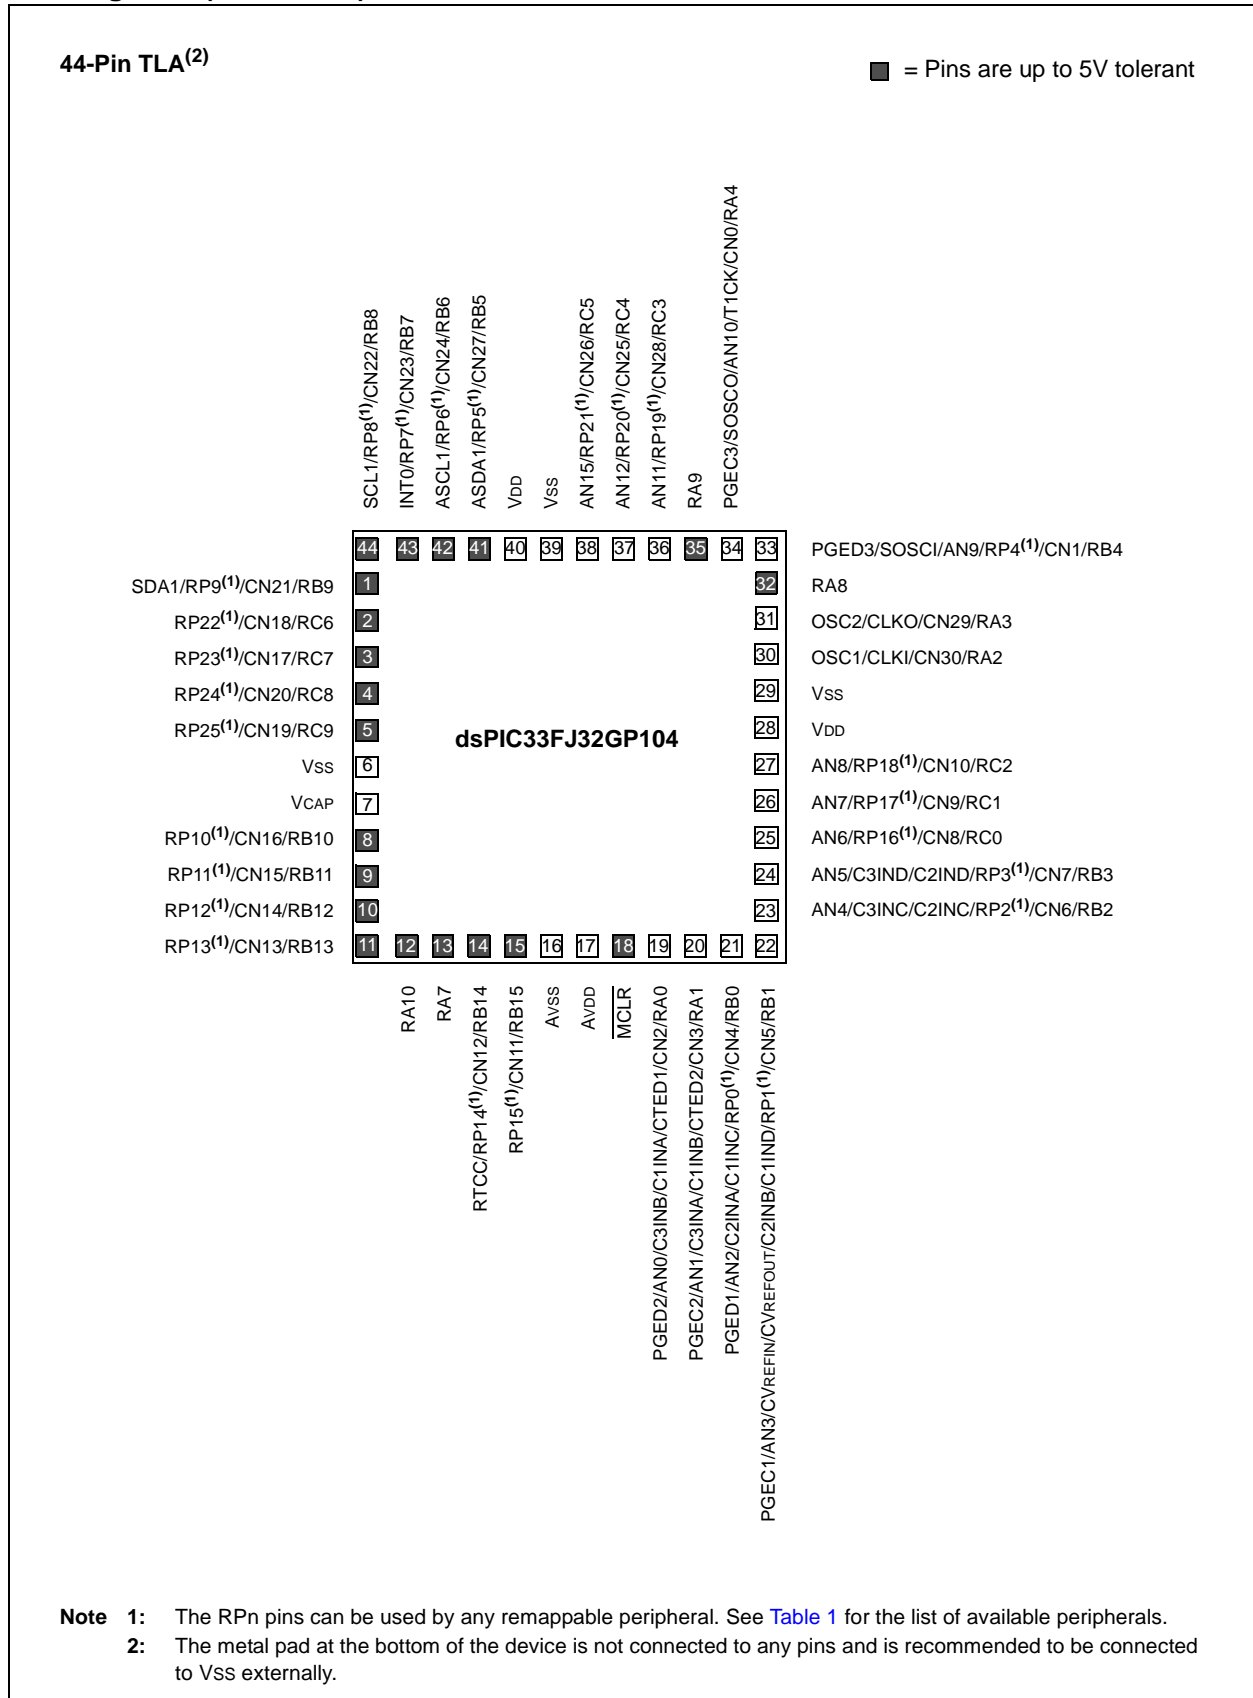 44-Pin TLA(2)
= Pins are up to 5V tolerant
SCL1/RP8(1)/CN22/RB8
INT0/RP7(1)/CN23/RB7
ASCL1/RP6(1)/CN24/RB6
ASDA1/RP5(1)/CN27/RB5
VDD
VSS
AN15/RP21(1)/CN26/RC5
AN12/RP20(1)/CN25/RC4
AN11/RP19(1)/CN28/RC3
RA9
PGEC3/SOSCO/AN10/T1CK/CN0/RA4
44 43 42 41 40 39 38 37 36 35 34 33 PGED3/SOSCI/AN9/RP4(1)/CN1/RB4
SDA1/RP9(1)/CN21/RB9 1 32 RA8
RP22(1)/CN18/RC6 2 31 OSC2/CLKO/CN29/RA3
RP23(1)/CN17/RC7 3 30 OSC1/CLKI/CN30/RA2
RP24(1)/CN20/RC8 4 29 VSS
RP25(1)/CN19/RC9 5 dsPIC33FJ32GP104 28 VDD
VSS 6 27 AN8/RP18(1)/CN10/RC2
VCAP 7 26 AN7/RP17(1)/CN9/RC1
RP10(1)/CN16/RB10 8 25 AN6/RP16(1)/CN8/RC0
RP11(1)/CN15/RB11 9 24 AN5/C3IND/C2IND/RP3(1)/CN7/RB3
RP12(1)/CN14/RB12 10 23 AN4/C3INC/C2INC/RP2(1)/CN6/RB2
RP13(1)/CN13/RB13 11 12 13 14 15 16 17 18 19 20 21 22
RA10
RA7
RTCC/RP14(1)/CN12/RB14
RP15(1)/CN11/RB15
AVSS
AVDD
MCLR
PGED2/AN0/C3INB/C1INA/CTED1/CN2/RA0
PGEC2/AN1/C3INA/C1INB/CTED2/CN3/RA1
PGED1/AN2/C2INA/C1INC/RP0(1)/CN4/RB0
PGEC1/AN3/CVREFIN/CVREFOUT/C2INB/C1IND/RP1(1)/CN5/RB1
Note 1: The RPn pins can be used by any remappable peripheral. See Table 1 for the list of available peripherals.
2: The metal pad at the bottom of the device is not connected to any pins and is recommended to be connected
to VSS externally.